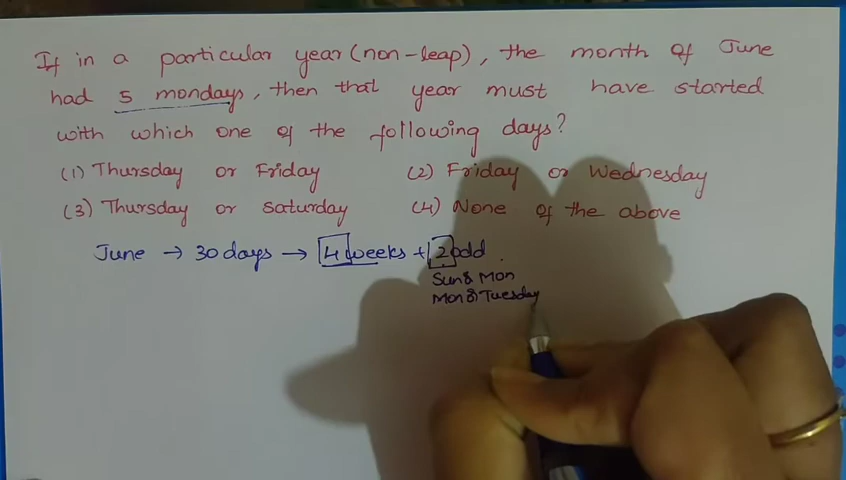 If in a particular year (non-leap), the month of June
had 5 mondays, then that year must have started
with which one of the following days?
(1) Thursday or Friday (2) Friday or Wednesday
(3) Thursday or Saturday (4) None of the above
June → 30 days → 4 weeks + 2 odd.
Sun & Mon
Mon & Tuesday